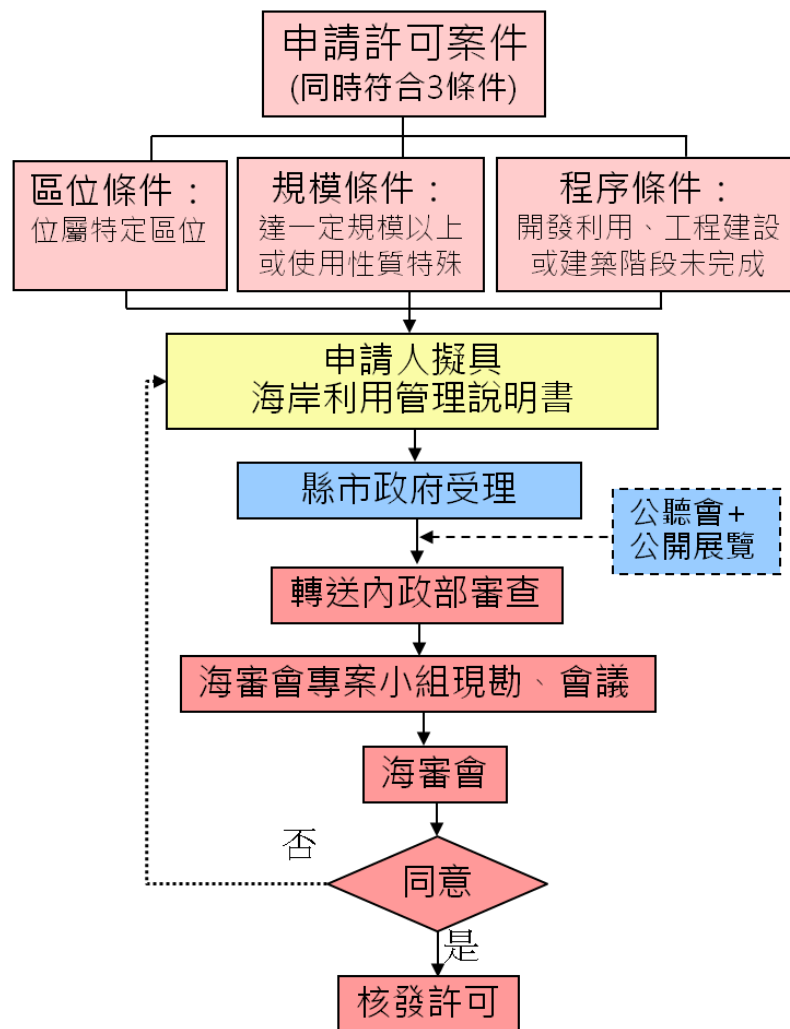 申請許可案件
(同時符合3條件)
區位條件：
位屬特定區位
規模條件：
達一定規模以上
或使用性質特殊
程序條件：
開發利用、工程建設
或建築階段未完成
申請人擬具
海岸利用管理說明書
縣市政府受理
公聽會+
公開展覽
轉送內政部審查
海審會專案小組現勘、會議
海審會
同意
否
是
核發許可